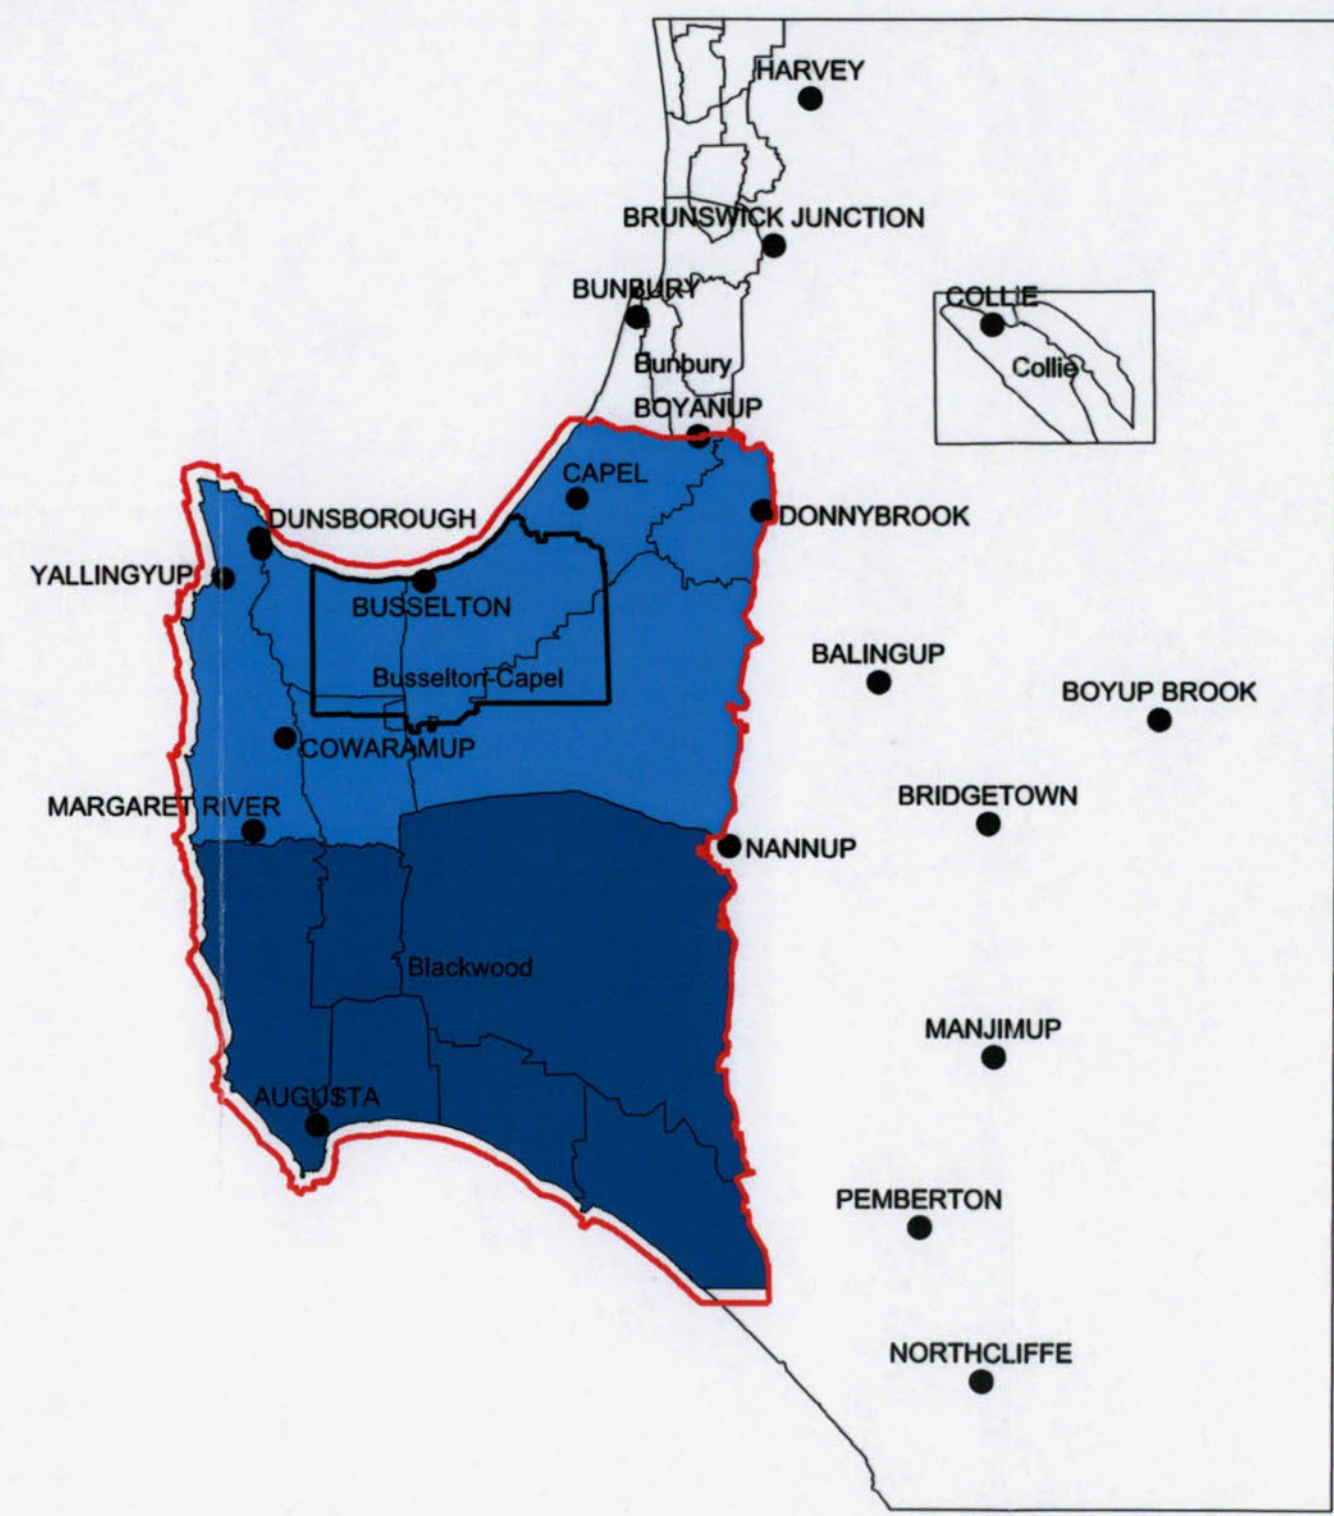 HARVEY
BRUNSWICK JUNCTION
BUNBURY
COLLIE
Bunbury
Collie
BOYANUP
CAPEL
DUNSBOROUGH
DONNYBROOK
YALLINGYUP
BUSSELTON
BALINGUP
Busselton-Capel
BOYUP BROOK
COWARAMUP
MARGARET RIVER
BRIDGETOWN
NANNUP
Blackwood
MANJIMUP
AUGUSTA
PEMBERTON
NORTHCLIFFE